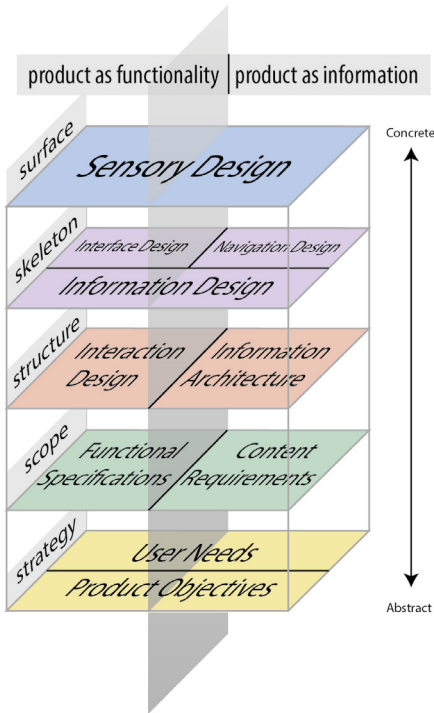 product as functionality | product as information
Concrete
surface
Sensory Design
skeleton
Interface Design
Navigation Design
Information Design
structure
Interaction
Design
Information
Architecture
scope
Functional
Specifications
Content
Requirements
strategy
User Needs
Product Objectives
Abstract